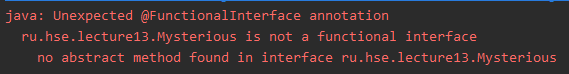 java: Unexpected @FunctionalInterface annotation
ru.hse.lecture13.Mysterious is not a functional interface
no abstract method found in interface ru.hse.lecture13.Mysterious